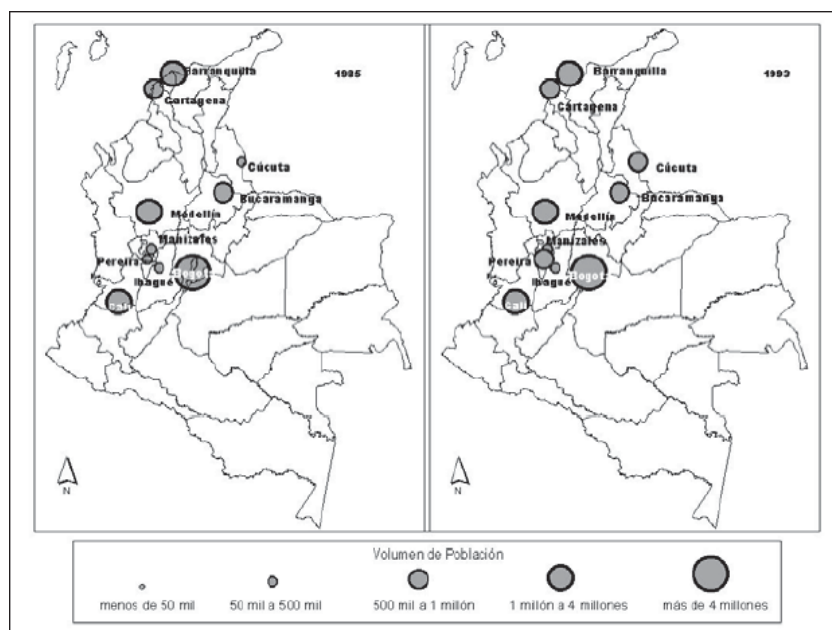 1985
Barranquilla
Cartagena
Cúcuta
Bucaramanga
Medellín
Manizales
Pereira
Bogotá
Ibagué
Cali
N
1993
Barranquilla
Cartagena
Cúcuta
Bucaramanga
Medellín
Manizales
Pereira
Bogotá
Ibagué
Cali
N
Volumen de Población
menos de 50 mil
50 mil a 500 mil
500 mil a 1 millón
1 millón a 4 millones
más de 4 millones